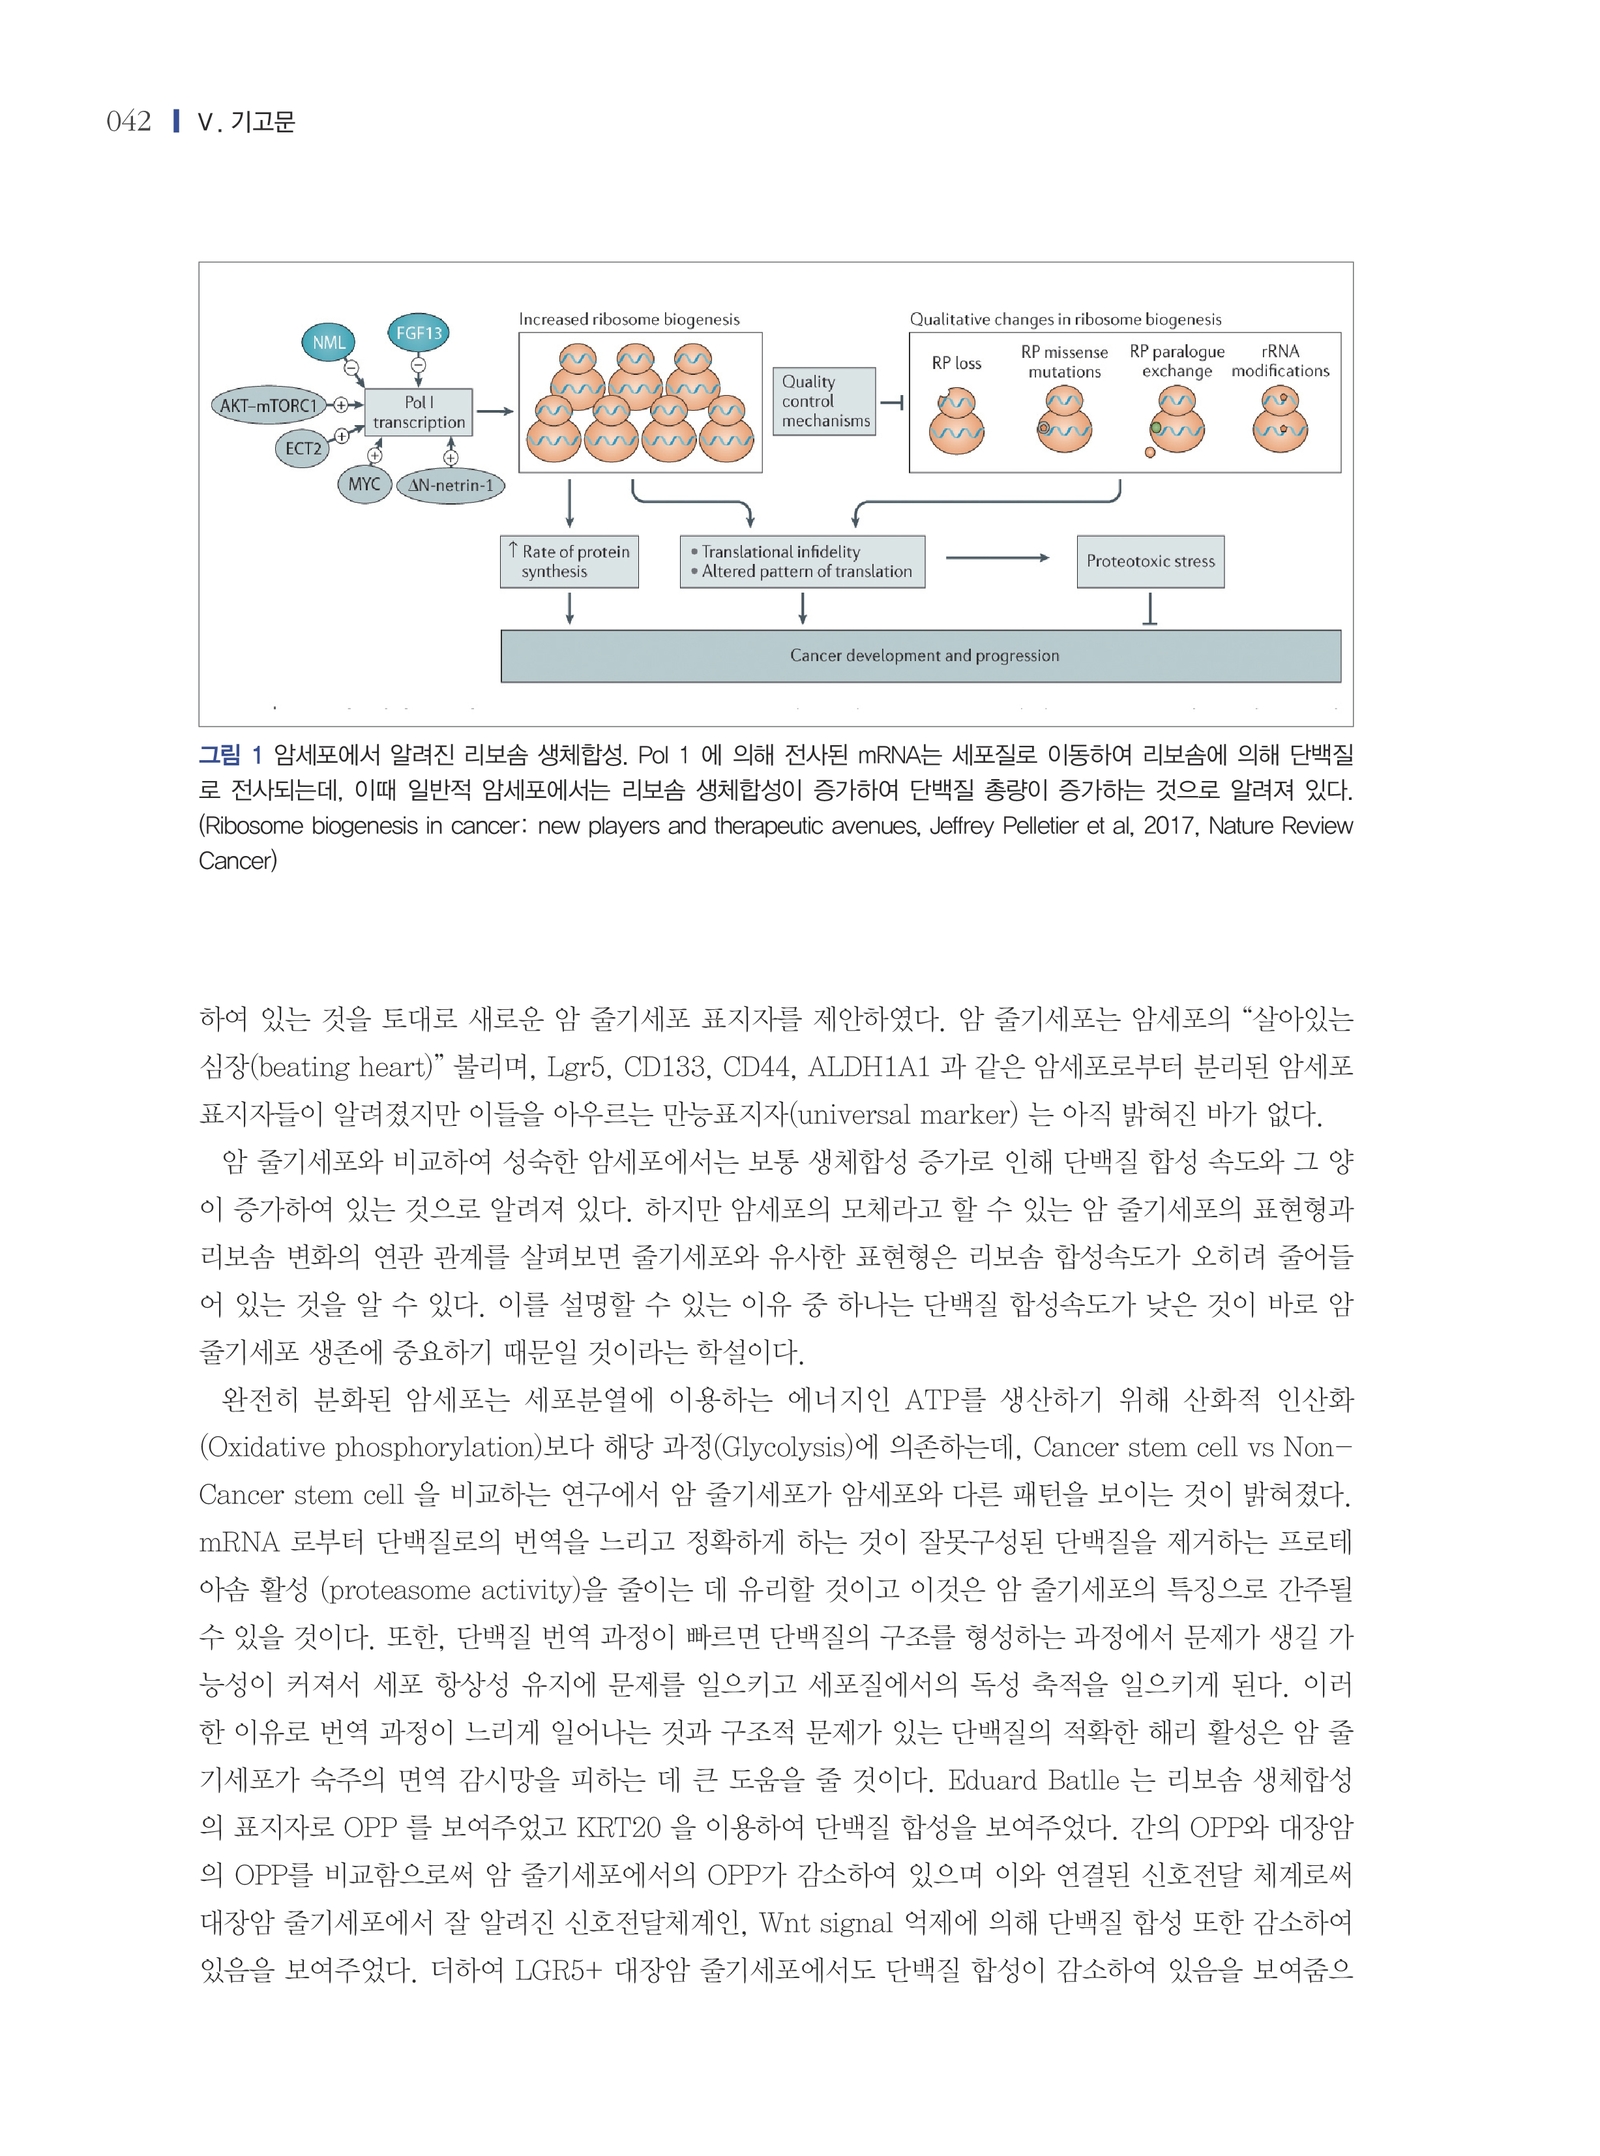 042 V. 기고문
NML
FGF13
AKT–mTORC1
ECT2
MYC
ΔN-netrin-1
Pol I
transcription
Increased ribosome biogenesis
Quality
control
mechanisms
Qualitative changes in ribosome biogenesis
RP loss
RP missense
mutations
RP paralogue
exchange
rRNA
modifications
↑ Rate of protein
synthesis
• Translational infidelity
• Altered pattern of translation
Proteotoxic stress
Cancer development and progression
그림 1 암세포에서 알려진 리보솜 생체합성. Pol 1 에 의해 전사된 mRNA는 세포질로 이동하여 리보솜에 의해 단백질
로 전사되는데, 이때 일반적 암세포에서는 리보솜 생체합성이 증가하여 단백질 총량이 증가하는 것으로 알려져 있다.
(Ribosome biogenesis in cancer: new players and therapeutic avenues, Jeffrey Pelletier et al, 2017, Nature Review
Cancer)
하여 있는 것을 토대로 새로운 암 줄기세포 표지자를 제안하였다. 암 줄기세포는 암세포의 “살아있는
심장(beating heart)” 불리며, Lgr5, CD133, CD44, ALDH1A1 과 같은 암세포로부터 분리된 암세포
표지자들이 알려졌지만 이들을 아우르는 만능표지자(universal marker) 는 아직 밝혀진 바가 없다.
암 줄기세포와 비교하여 성숙한 암세포에서는 보통 생체합성 증가로 인해 단백질 합성 속도와 그 양
이 증가하여 있는 것으로 알려져 있다. 하지만 암세포의 모체라고 할 수 있는 암 줄기세포의 표현형과
리보솜 변화의 연관 관계를 살펴보면 줄기세포와 유사한 표현형은 리보솜 합성속도가 오히려 줄어들
어 있는 것을 알 수 있다. 이를 설명할 수 있는 이유 중 하나는 단백질 합성속도가 낮은 것이 바로 암
줄기세포 생존에 중요하기 때문일 것이라는 학설이다.
완전히 분화된 암세포는 세포분열에 이용하는 에너지인 ATP를 생산하기 위해 산화적 인산화
(Oxidative phosphorylation)보다 해당 과정(Glycolysis)에 의존하는데, Cancer stem cell vs Non-
Cancer stem cell 을 비교하는 연구에서 암 줄기세포가 암세포와 다른 패턴을 보이는 것이 밝혀졌다.
mRNA 로부터 단백질로의 번역을 느리고 정확하게 하는 것이 잘못구성된 단백질을 제거하는 프로테
아솜 활성 (proteasome activity)을 줄이는 데 유리할 것이고 이것은 암 줄기세포의 특징으로 간주될
수 있을 것이다. 또한, 단백질 번역 과정이 빠르면 단백질의 구조를 형성하는 과정에서 문제가 생길 가
능성이 커져서 세포 항상성 유지에 문제를 일으키고 세포질에서의 독성 축적을 일으키게 된다. 이러
한 이유로 번역 과정이 느리게 일어나는 것과 구조적 문제가 있는 단백질의 적확한 해리 활성은 암 줄
기세포가 숙주의 면역 감시망을 피하는 데 큰 도움을 줄 것이다. Eduard Batlle 는 리보솜 생체합성
의 표지자로 OPP 를 보여주었고 KRT20 을 이용하여 단백질 합성을 보여주었다. 간의 OPP와 대장암
의 OPP를 비교함으로써 암 줄기세포에서의 OPP가 감소하여 있으며 이와 연결된 신호전달 체계로써
대장암 줄기세포에서 잘 알려진 신호전달체계인, Wnt signal 억제에 의해 단백질 합성 또한 감소하여
있음을 보여주었다. 더하여 LGR5+ 대장암 줄기세포에서도 단백질 합성이 감소하여 있음을 보여줌으